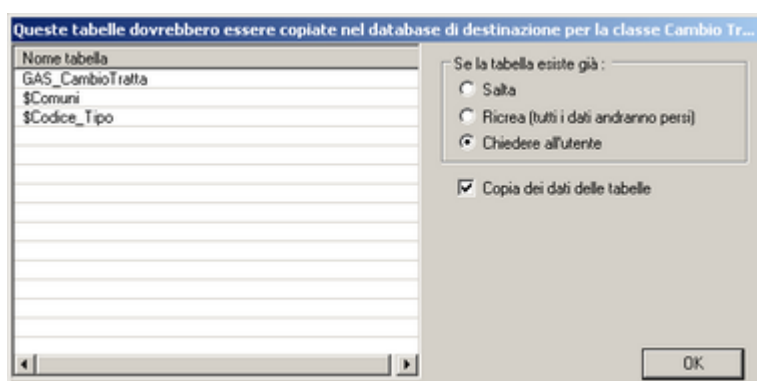 Queste tabelle dovrebbero essere copiate nel database di destinazione per la classe Cambio Tr...
Nome tabella
GAS_CambioTratta
$Comuni
$Codice_Tipo
Se la tabella esiste già :
Salta
Ricrea (tutti i dati andranno persi)
Chiedere all'utente
Copia dei dati delle tabelle
OK